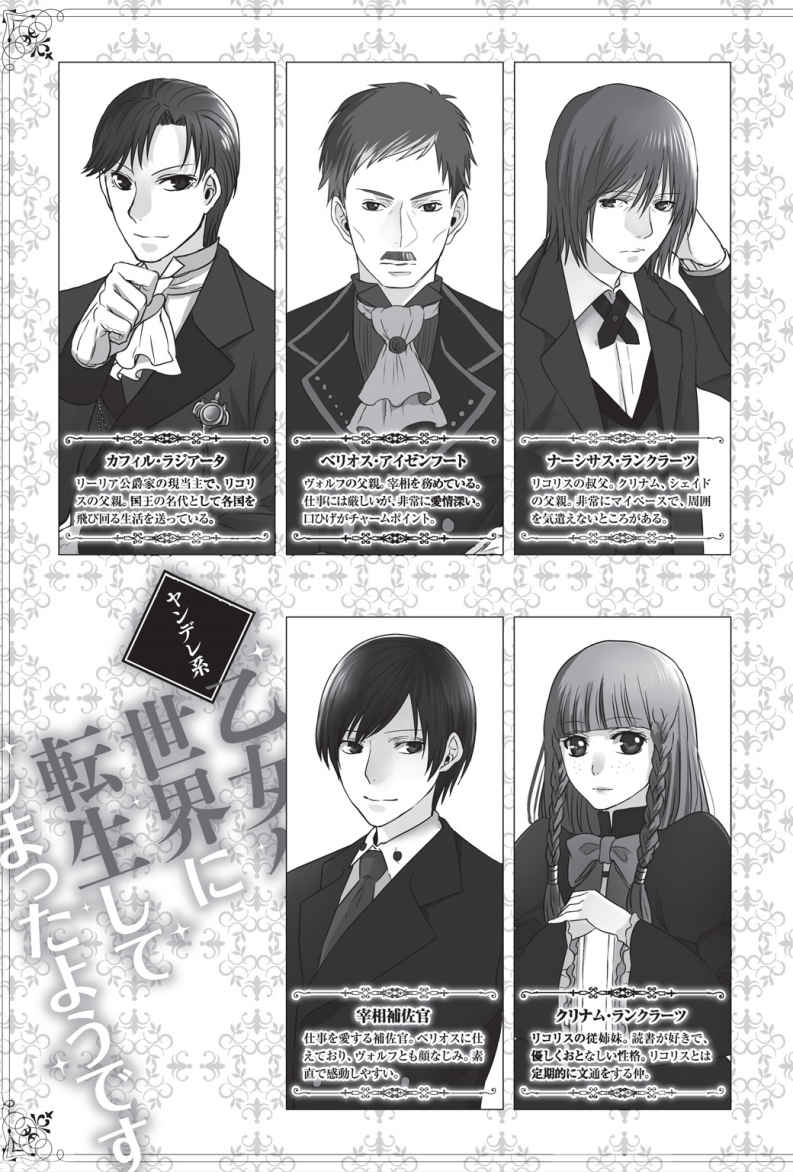 カフィル・ラジアータ
リーリア公爵家の現当主で、リコリ
スの父親。国王の名代として各国を
飛び回る生活を送っている。
ベリオス・アイゼンフート
ヴォルフの父親。宰相を務めている。
仕事には厳しいが、非常に愛情深い。
口ひげがチャームポイント。
ナーシサス・ランクラーツ
リコリスの叔父。クリナム、シェイド
の父親。非常にマイペースで、周囲
を気遣えないところがある。
ヤンデレ系
乙女
世界に
転生して
しまったようです
宰相補佐官
仕事を愛する補佐官。ベリオスに仕
えており、ヴォルフとも顔なじみ。素
直で感動しやすい。
クリナム・ランクラーツ
リコリスの従姉妹。読書が好きで、
優しくおとなしい性格。リコリスとは
定期的に文通をする仲。